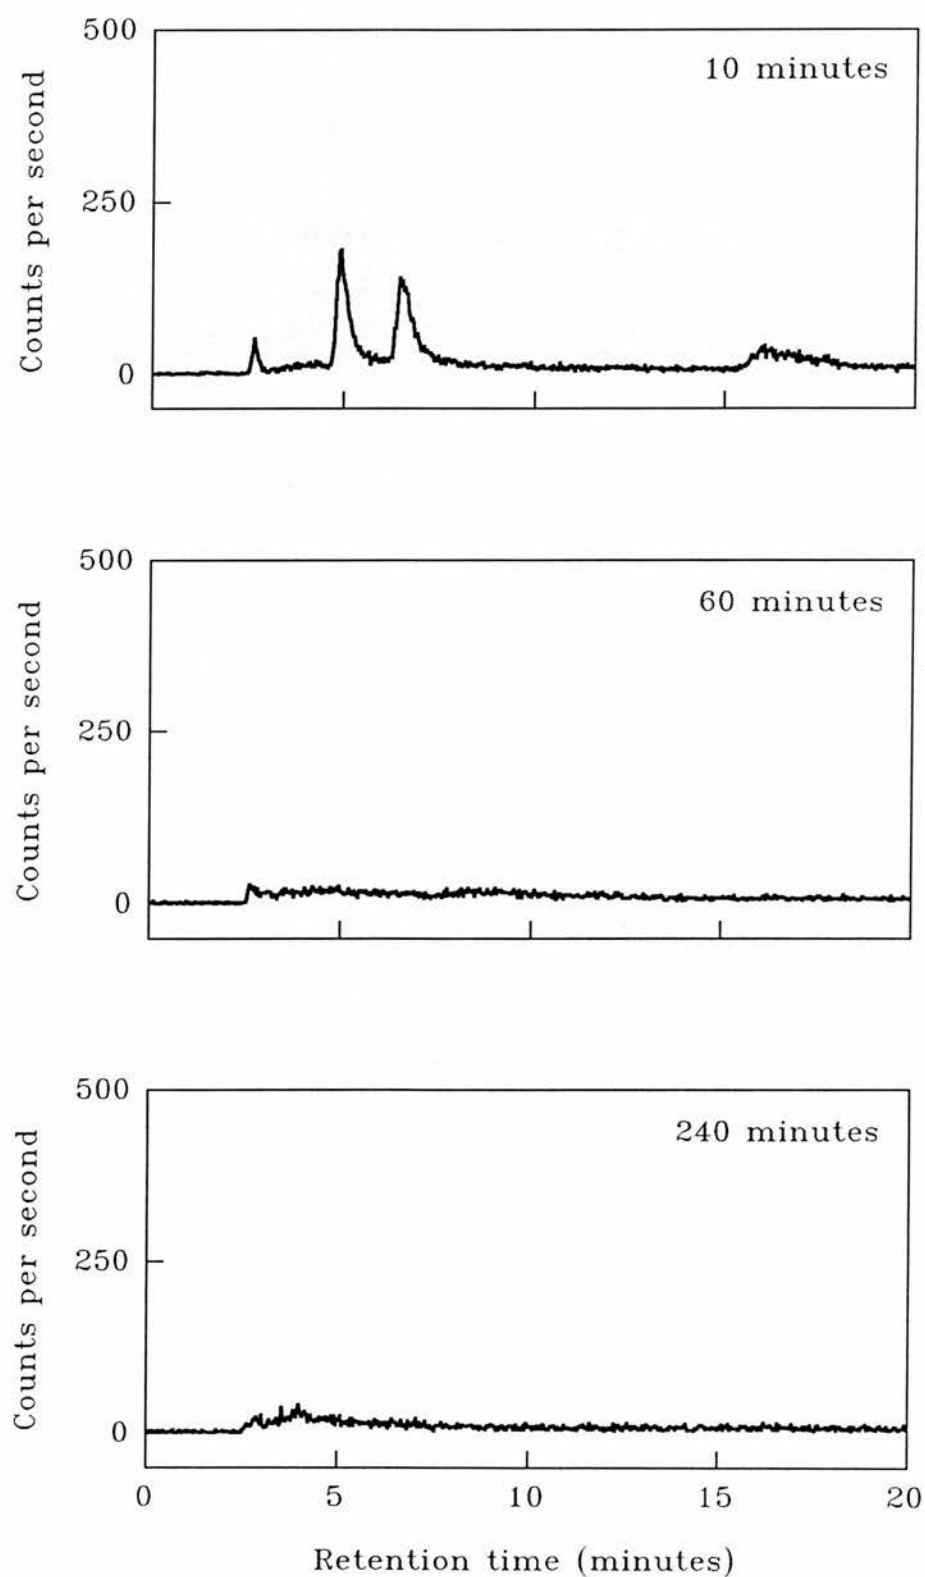 500
10 minutes
Counts per second
250
0
500
60 minutes
Counts per second
250
0
500
240 minutes
Counts per second
250
0
0 5 10 15 20
Retention time (minutes)